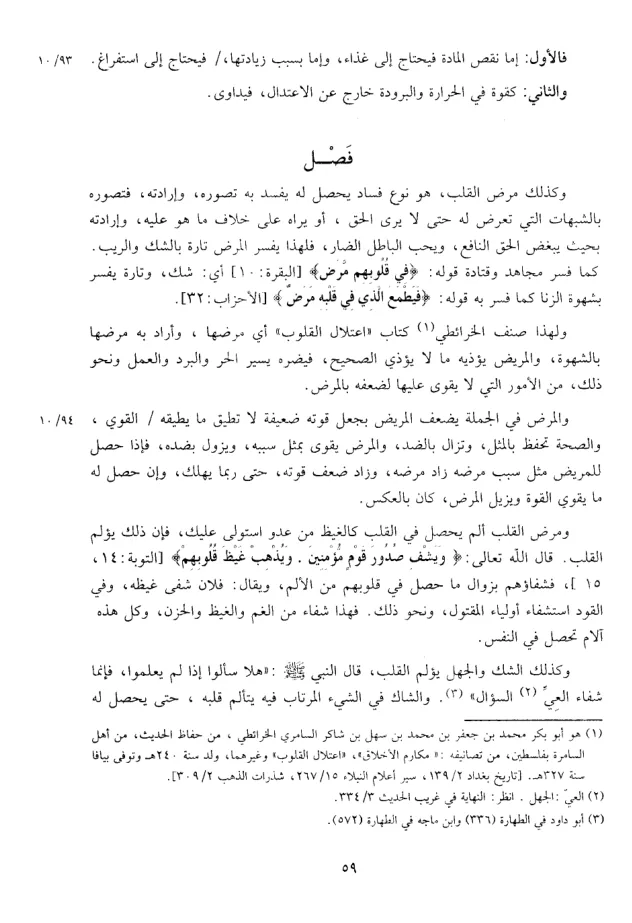 فالأول: إما نقص المادة فيحتاج إلى غذاء، وإما بسبب زيادتها،/ فيحتاج إلى استفراغ. ١٠/٩٣
والثاني: كقوة في الحرارة والبرودة خارج عن الاعتدال، فيداوى.
فَصْــل
وكذلك مرض القلب، هو نوع فساد يحصل له يفسد به تصوره، وإرادته، فتصوره
بالشبهات التي تعرض له حتى لا يرى الحق ، أو يراه على خلاف ما هو عليه، وإرادته
بحيث يبغض الحق النافع، ويحب الباطل الضار، فلهذا يفسر المرض تارة بالشك والريب.
كما فسر مجاهد وقتادة قوله: ﴿فِي قُلُوبِهِم مَّرَضٌ﴾ [البقرة: ١٠] أي: شك، وتارة يفسر
بشهوة الزنا كما فسر به قوله: ﴿فَيَطْمَعَ الَّذِي فِي قَلْبِهِ مَرَضٌ ﴾ [الأحزاب: ٣٢].
ولهذا صنف الخرائطي(١) كتاب «اعتلال القلوب» أي مرضها ، وأراد به مرضها
بالشهوة، والمريض يؤذيه ما لا يؤذي الصحيح، فيضره يسير الحر والبرد والعمل ونحو
ذلك، من الأمور التي لا يقوى عليها لضعفه بالمرض.
والمرض في الجملة يضعف المريض بجعل قوته ضعيفة لا تطيق ما يطيقه / القوي ، ١٠/٩٤
والصحة تحفظ بالمثل، وتزال بالضد، والمرض يقوى بمثل سببه، ويزول بضده، فإذا حصل
للمريض مثل سبب مرضه زاد مرضه، وزاد ضعف قوته، حتى ربما يهلك، وإن حصل له
ما يقوي القوة ويزيل المرض، كان بالعكس.
ومرض القلب ألم يحصل في القلب كالغيظ من عدو استولى عليك، فإن ذلك يؤلم
القلب. قال الله تعالى: ﴿ وَيَشْفِ صُدُورَ قَوْمٍ مُّؤْمِنِينَ . وَيُذْهِبْ غَيْظَ قُلُوبِهِمْ﴾ [التوبة: ١٤،
١٥ ]، فشفاؤهم بزوال ما حصل في قلوبهم من الألم، ويقال: فلان شفى غيظه، وفي
القود استشفاء أولياء المقتول، ونحو ذلك. فهذا شفاء من الغم والغيظ والحزن، وكل هذه
آلام تحصل في النفس.
وكذلك الشك والجهل يؤلم القلب، قال النبي ﷺ :«هلا سألوا إذا لم يعلموا، فإنما
شفاء العيِّ (٢) السؤال» (٣). والشاك في الشيء المرتاب فيه يتألم قلبه ، حتى يحصل له
(١) هو أبو بكر محمد بن جعفر بن محمد بن سهل بن شاكر السامري الخرائطي ، من حفاظ الحديث، من أهل
السامرة بفلسطين، من تصانيفه :« مكارم الأخلاق»، «اعتلال القلوب» وغيرهما، ولد سنة ٢٤٠هـ وتوفى بيافا
سنة ٣٢٧هـ. [تاريخ بغداد ١٣٩/٢، سير أعلام النبلاء ٢٦٧/١٥، شذرات الذهب ٣٠٩/٢].
(٢) العيّ :الجهل . انظر: النهاية في غريب الحديث ٣٣٤/٣.
(٣) أبو داود في الطهارة (٣٣٦) وابن ماجه في الطهارة (٥٧٢).
٥٩